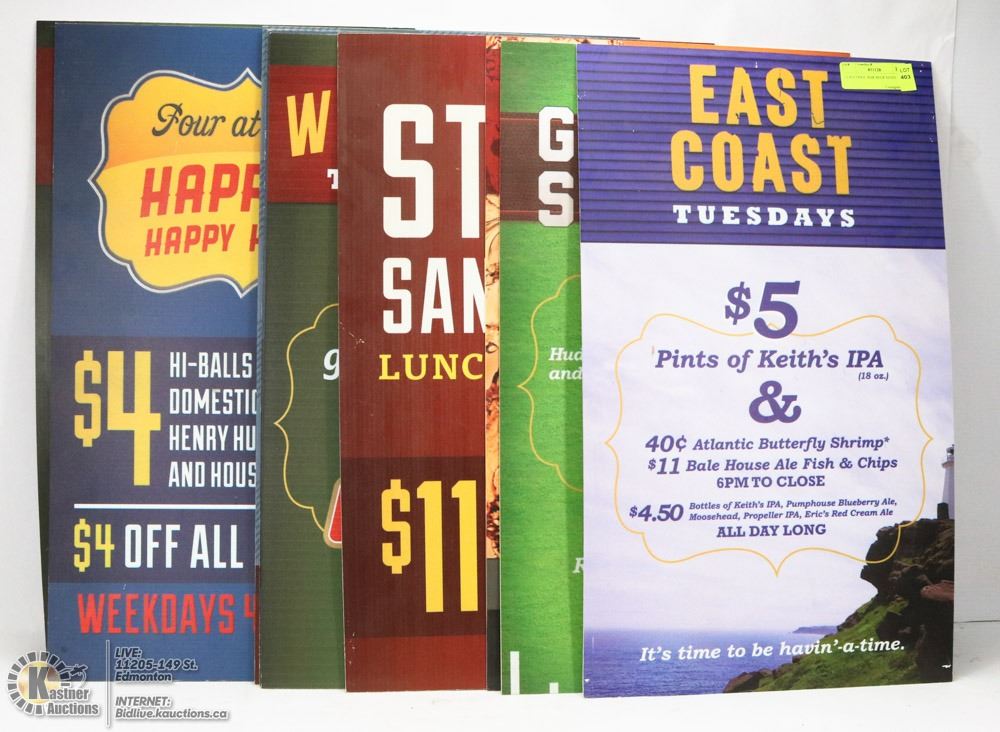 Pour at
HAPP
HAPPY H
$4
HI-BALLS
DOMESTIC
HENRY HU
AND HOUS
$4 OFF ALL
WEEKDAYS 4
W
T
g
ST
SAN
LUNC
$11
G
S
Hud
and
R
LOT
403
EAST
COAST
TUESDAYS
$5
Pints of Keith's IPA
(18 oz.)
&
40¢ Atlantic Butterfly Shrimp*
$11 Bale House Ale Fish & Chips
6PM TO CLOSE
$4.50 Bottles of Keith's IPA, Pumphouse Blueberry Ale,
Moosehead, Propeller IPA, Eric's Red Cream Ale
ALL DAY LONG
It's time to be havin'-a-time.
Kastner
Auctions
LIVE:
11205-149 St.
Edmonton
INTERNET:
Bidlive.kauctions.ca